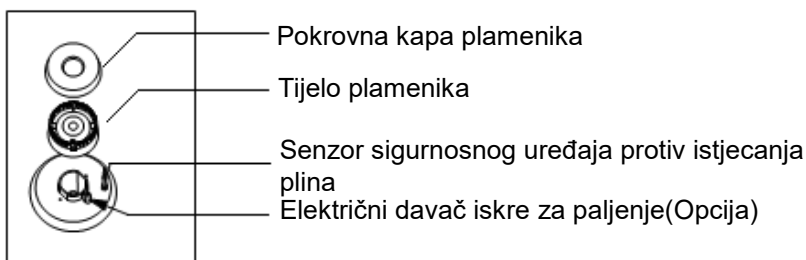 Pokrovna kapa plamenika
Tijelo plamenika
Senzor sigurnosnog uređaja protiv istjecanja
plina
Električni davač iskre za paljenje(Opcija)